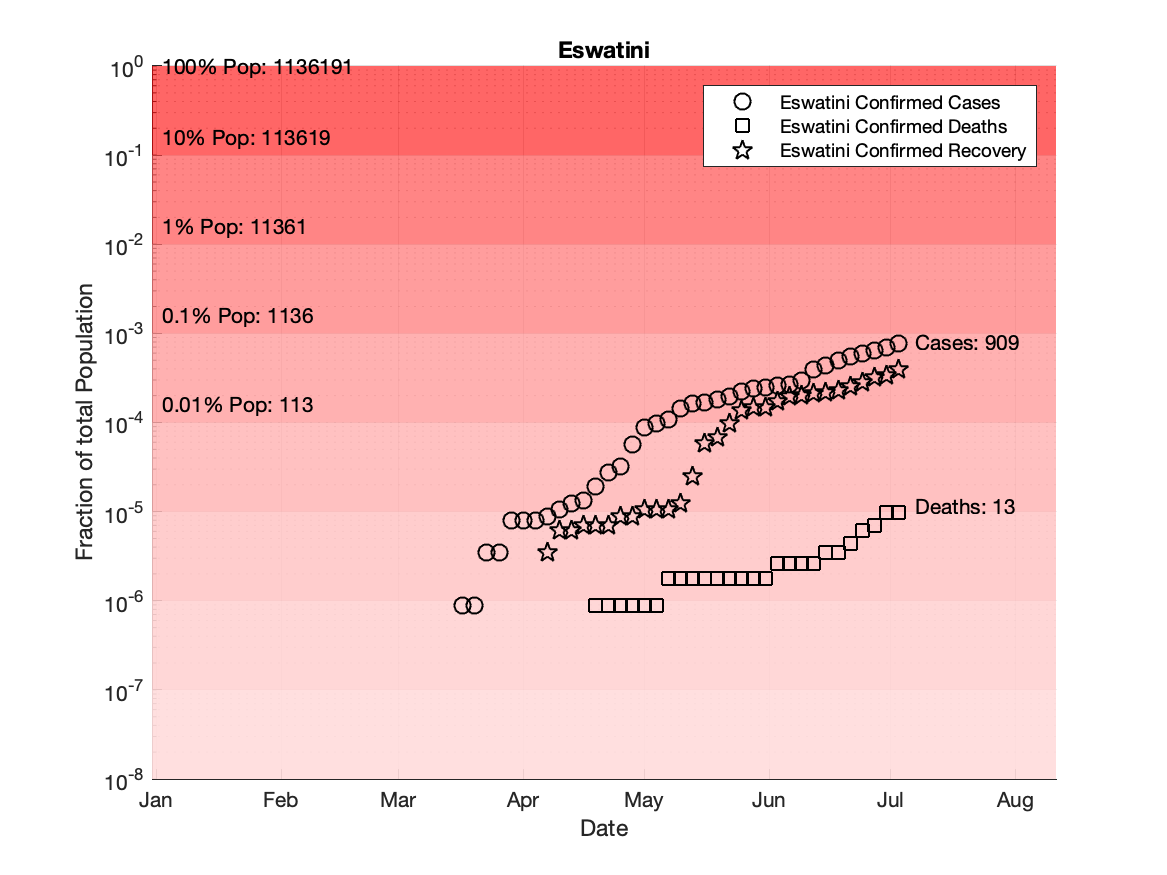 Eswatini
10^0
100% Pop: 1136191
Eswatini Confirmed Cases
Eswatini Confirmed Deaths
Eswatini Confirmed Recovery
10% Pop: 113619
10^-1
1% Pop: 11361
10^-2
0.1% Pop: 1136
10^-3
Cases: 909
0.01% Pop: 113
10^-4
Deaths: 13
10^-5
10^-6
10^-7
10^-8
Fraction of total Population
Jan Feb Mar Apr May Jun Jul Aug
Date